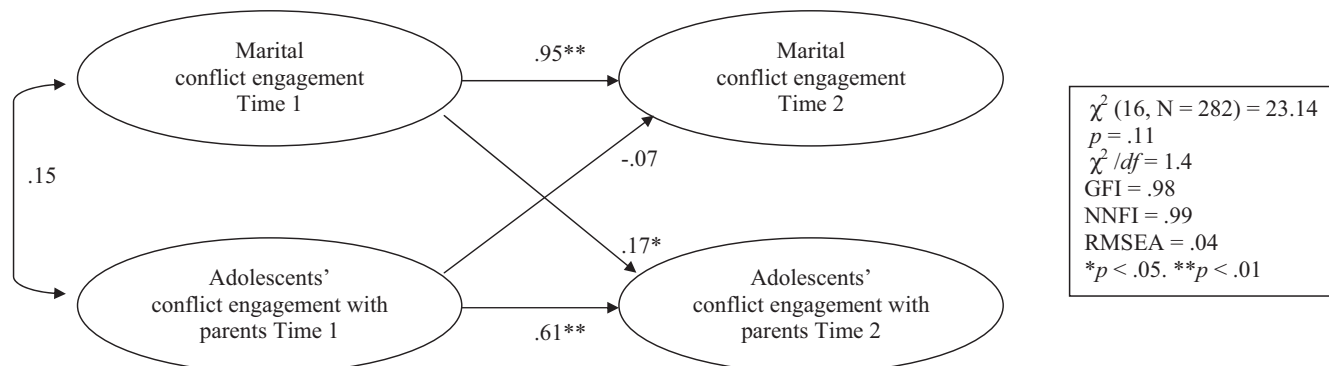 Marital
conflict engagement
Time 1
.95**
Marital
conflict engagement
Time 2
.15
-.07
.17*
Adolescents’
conflict engagement with
parents Time 1
.61**
Adolescents’
conflict engagement with
parents Time 2
χ² (16, N = 282) = 23.14
p = .11
χ² /df = 1.4
GFI = .98
NNFI = .99
RMSEA = .04
*p < .05. **p < .01